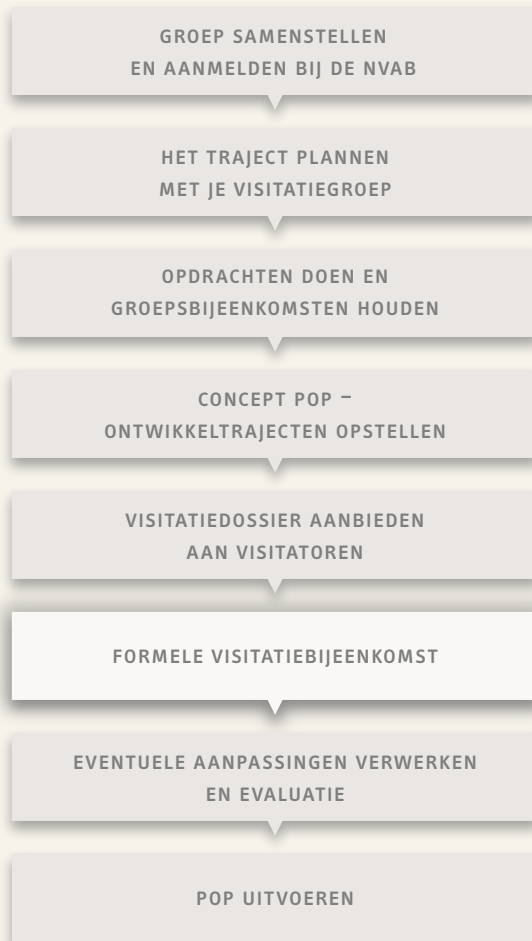 GROEP SAMENSTELLEN
EN AANMELDEN BIJ DE NVAB
HET TRAJECT PLANNEN
MET JE VISITATIEGROEP
OPDRACHTEN DOEN EN
GROEPSBIJEENKOMSTEN HOUDEN
CONCEPT POP –
ONTWIKKELTRAJECTEN OPSTELLEN
VISITATIEDOSSIER AANBIEDEN
AAN VISITATOREN
FORMELE VISITATIEBIJEENKOMST
EVENTUELE AANPASSINGEN VERWERKEN
EN EVALUATIE
POP UITVOEREN